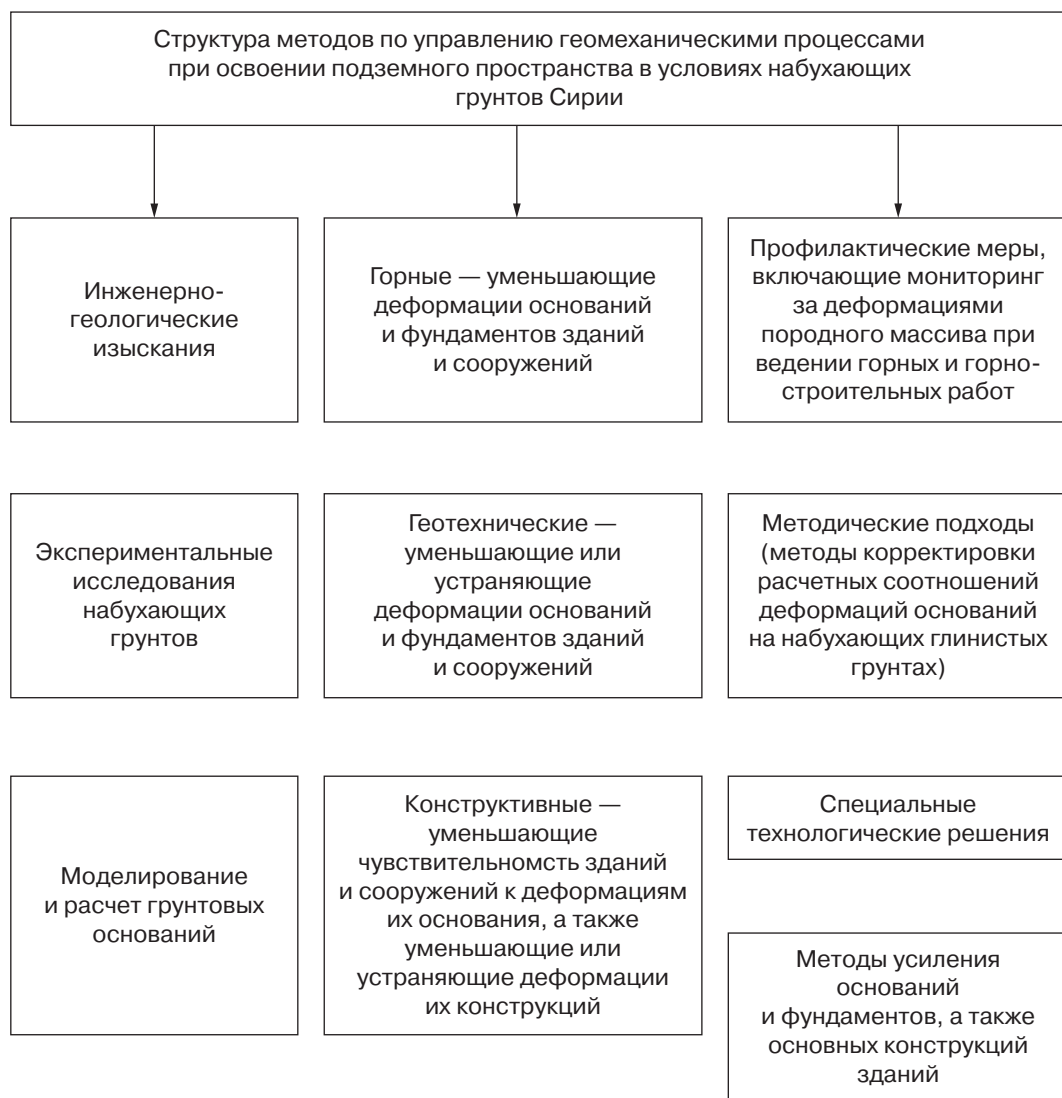 Структура методов по управлению геомеханическими процессами
при освоении подземного пространства в условиях набухающих
грунтов Сирии
Инженерно-
геологические
изыскания
Горные — уменьшающие
деформации оснований
и фундаментов зданий
и сооружений
Профилактические меры,
включающие мониторинг
за деформациями
породного массива при
ведении горных и горно-
строительных работ
Экспериментальные
исследования
набухающих
грунтов
Геотехнические —
уменьшающие или
устраняющие
деформации оснований
и фундаментов зданий
и сооружений
Методические подходы
(методы корректировки
расчетных соотношений
деформаций оснований
на набухающих глинистых
грунтах)
Моделирование
и расчет грунтовых
оснований
Конструктивные —
уменьшающие
чувствительномсть зданий
и сооружений к деформациям
их основания, а также
уменьшающие или
устраняющие деформации
их конструкций
Специальные
технологические решения
Методы усиления
оснований
и фундаментов, а также
основных конструкций
зданий